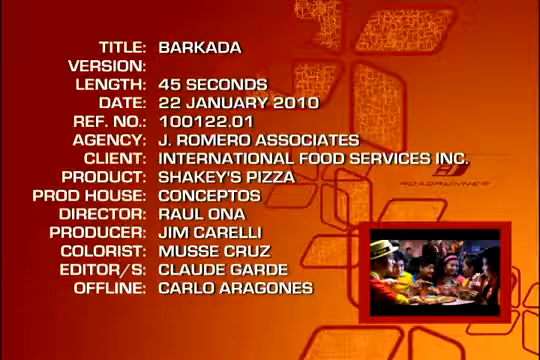 TITLE: BARKADA
VERSION:
LENGTH: 45 SECONDS
DATE: 22 JANUARY 2010
REF. NO.: 100122.01
AGENCY: J. ROMERO ASSOCIATES
CLIENT: INTERNATIONAL FOOD SERVICES INC.
PRODUCT: SHAKEY'S PIZZA
ROADRUNNER
PROD HOUSE: CONCEPTOS
DIRECTOR: RAUL ONA
PRODUCER: JIM CARELLI
COLORIST: MUSSE CRUZ
EDITOR/S: CLAUDE GARDE
OFFLINE: CARLO ARAGONES